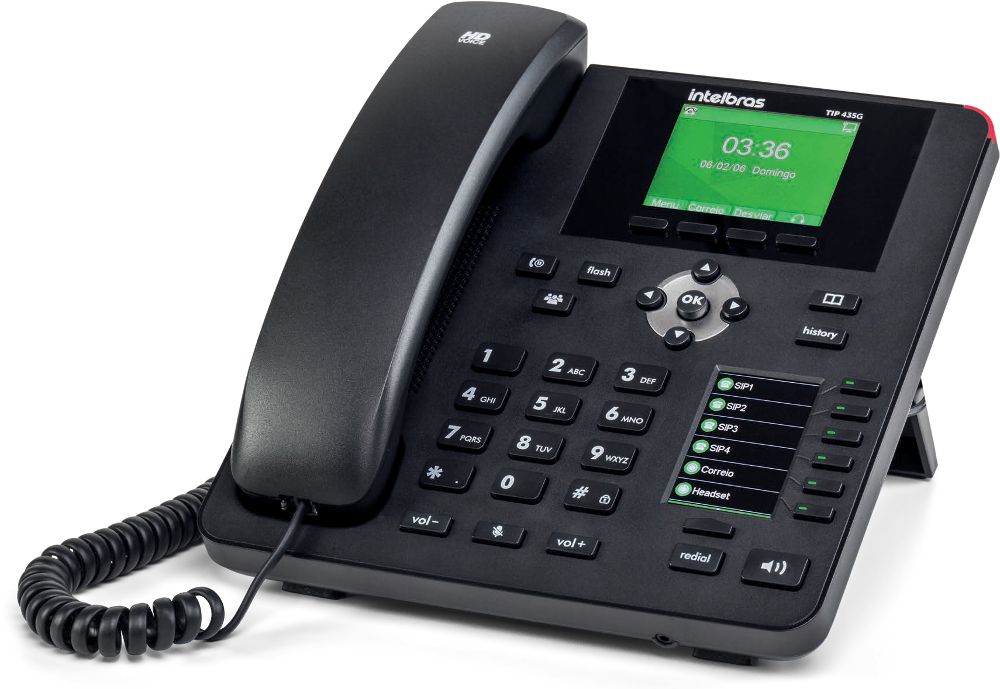 HD
VOICE
intelbras
TIP 435G
03:36
06/02/06 Domingo
Menu Correio Desviar
flash
OK
history
1
2 ABC
3 DEF
4 GHI
5 JKL
6 MNO
7 PQRS
8 TUV
9 WXYZ
* .
0
#
SIP1
SIP2
SIP3
SIP4
Correio
Headset
vol-
vol+
redial